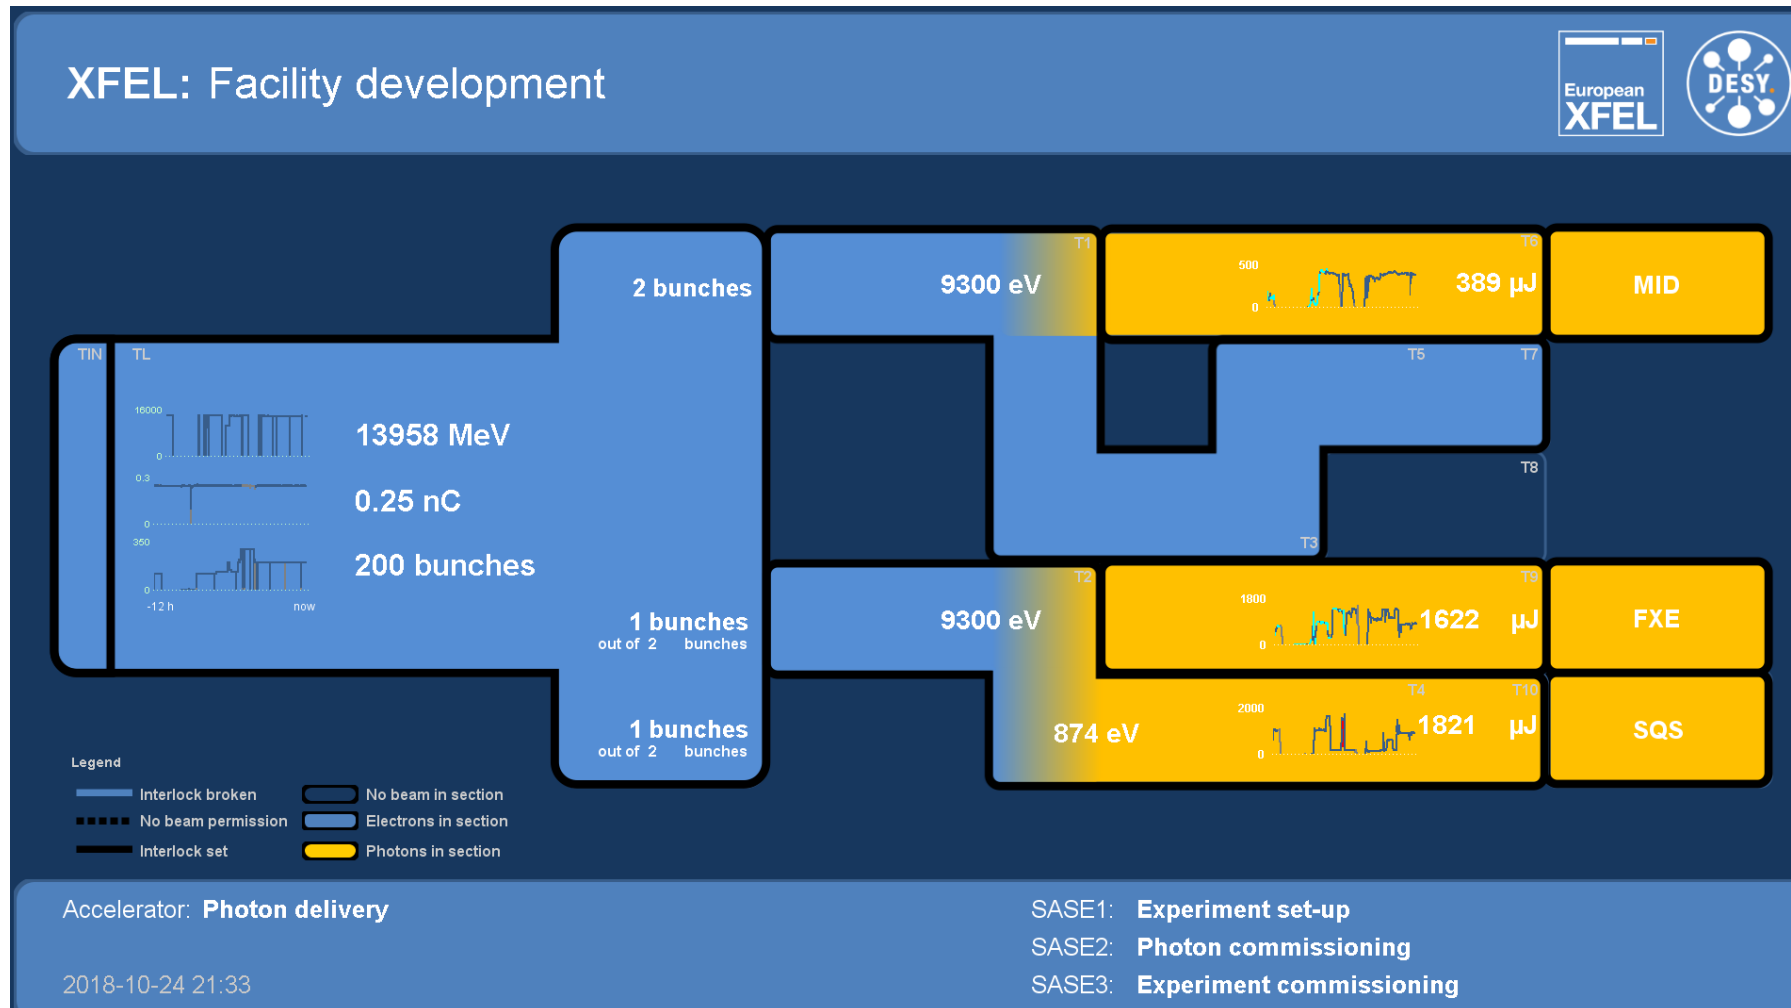 XFEL: Facility development
European
XFEL
DESY.
2 bunches
T1
9300 eV
500
0
T6
389 µJ
MID
TIN
TL
T5
T7
16000
0
13958 MeV
0.3
0
0.25 nC
T8
350
0
-12 h
now
200 bunches
T3
1 bunches
out of 2 bunches
T2
9300 eV
1800
0
T9
1622 µJ
FXE
1 bunches
out of 2 bunches
874 eV
2000
0
T4
T10
1821 µJ
SQS
Legend
Interlock broken
No beam in section
No beam permission
Electrons in section
Interlock set
Photons in section
Accelerator: Photon delivery
2018-10-24 21:33
SASE1: Experiment set-up
SASE2: Photon commissioning
SASE3: Experiment commissioning